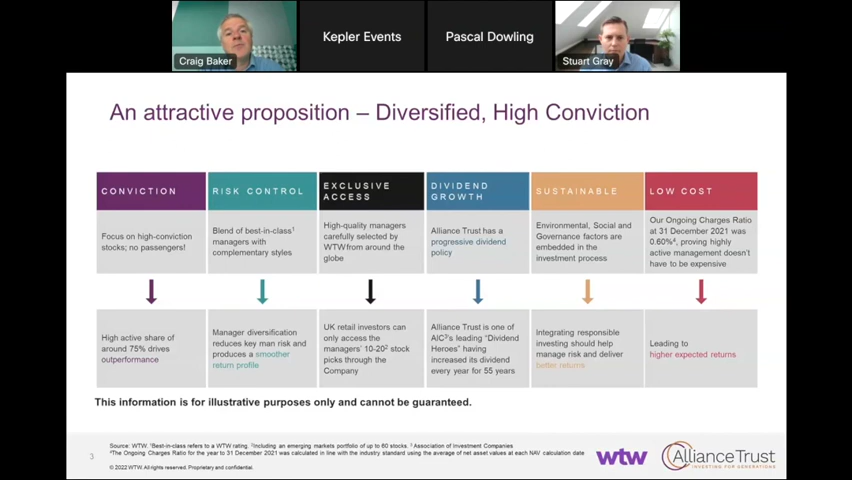 Kepler Events
Pascal Dowling
Craig Baker
Stuart Gray
An attractive proposition – Diversified, High Conviction
CONVICTION
RISK CONTROL
EXCLUSIVE
ACCESS
DIVIDEND
GROWTH
SUSTAINABLE
LOW COST
Focus on high-conviction
stocks; no passengers!
Blend of best-in-class¹
managers with
complementary styles
High-quality managers
carefully selected by
WTW from around the
globe
Alliance Trust has a
progressive dividend
policy
Environmental, Social and
Governance factors are
embedded in the
investment process
Our Ongoing Charges Ratio
at 31 December 2021 was
0.60%⁴, proving highly
active management doesn't
have to be expensive
High active share of
around 75% drives
outperformance
Manager diversification
reduces key man risk and
produces a smoother
return profile
UK retail investors can
only access the
managers' 10-20² stock
picks through the
Company
Alliance Trust is one of
AIC³'s leading "Dividend
Heroes" having
increased its dividend
every year for 55 years
Integrating responsible
investing should help
manage risk and deliver
better returns
Leading to
higher expected returns
This information is for illustrative purposes only and cannot be guaranteed.
3
Source: WTW. ¹Best-in-class refers to a WTW rating. ²Including an emerging markets portfolio of up to 60 stocks. ³ Association of Investment Companies
⁴The Ongoing Charges Ratio for the year to 31 December 2021 was calculated in line with the industry standard using the average of net asset values at each NAV calculation date
© 2022 WTW. All rights reserved. Proprietary and confidential.
wtw
AllianceTrust
INVESTING FOR GENERATIONS